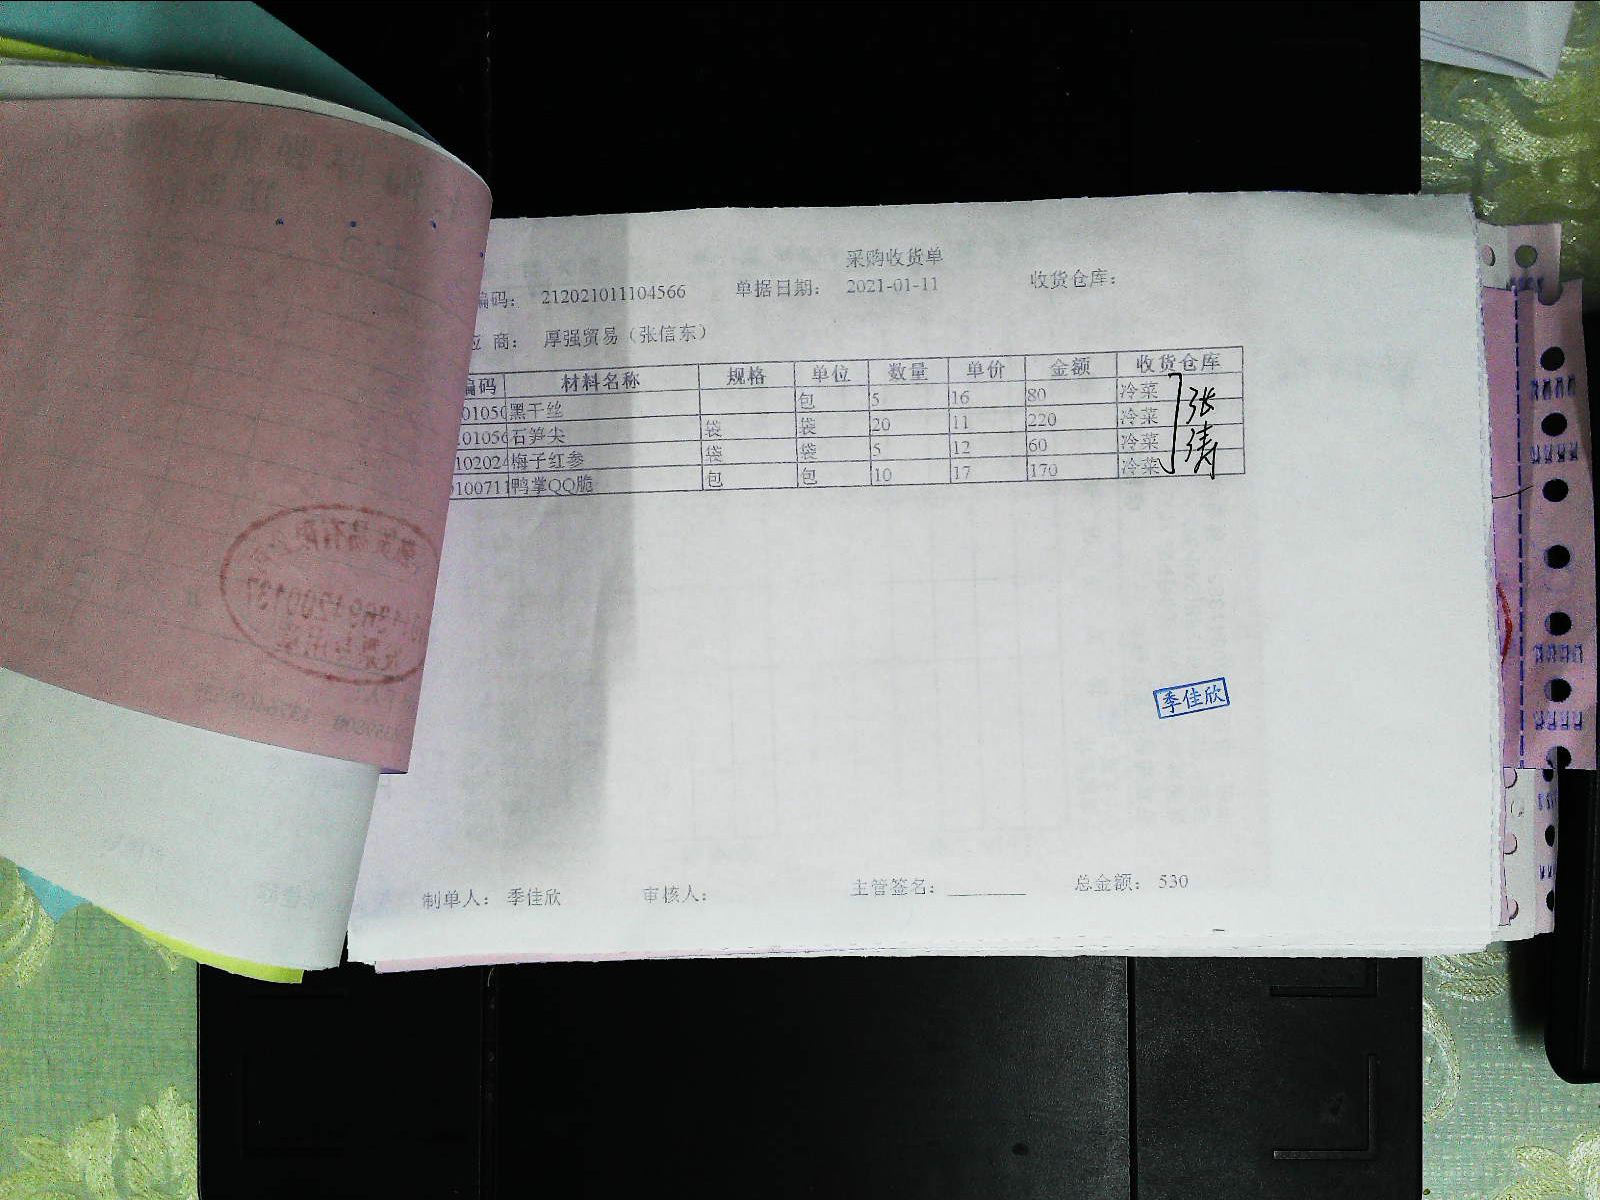 采购收货单
编码： 212021011104566 单据日期： 2021-01-11 收货仓库：
应 商： 厚强贸易（张信东）
编码 材料名称 规格 单位 数量 单价 金额 收货仓库
01050 黑干丝 包 5 16 80 冷菜
01056 石笋尖 袋 袋 20 11 220 冷菜
102024 梅子红参 袋 袋 5 12 60 冷菜
100711 鸭掌QQ脆 包 包 10 17 170 冷菜
张涛
季佳欣
制单人： 季佳欣 审核人： 主管签名： 总金额： 530